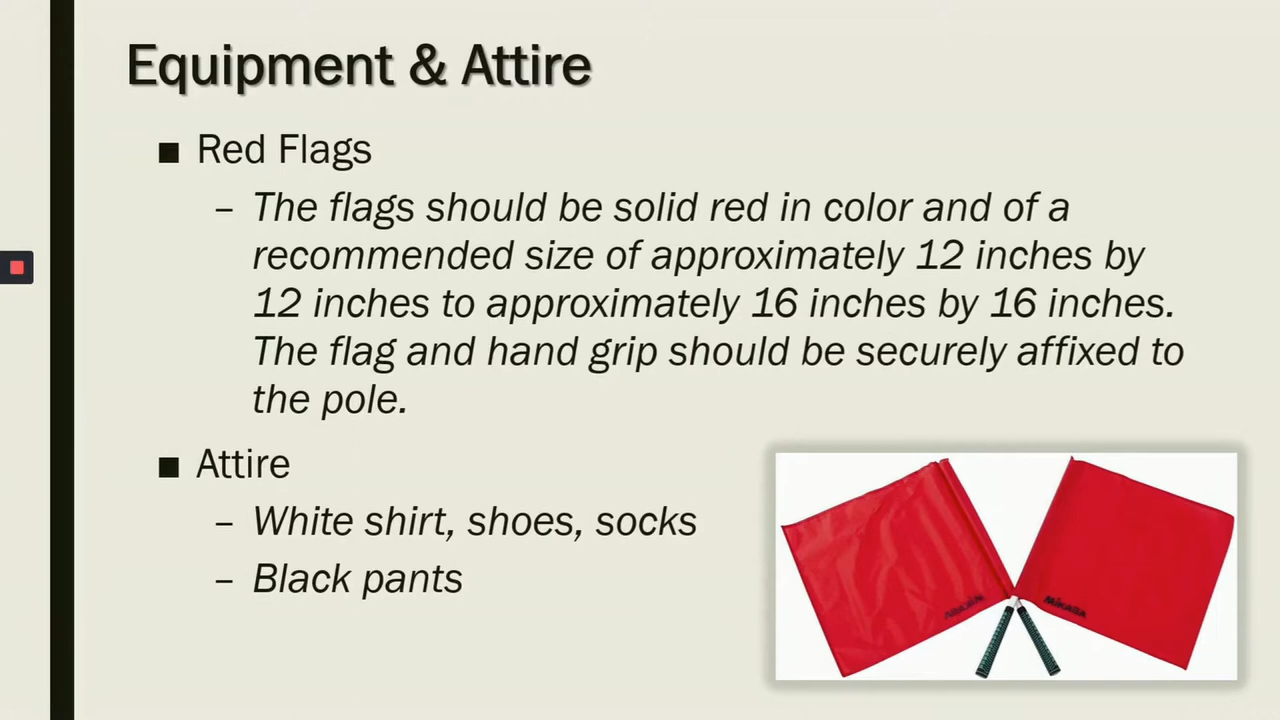 Equipment & Attire
■ Red Flags
– The flags should be solid red in color and of a
recommended size of approximately 12 inches by
12 inches to approximately 16 inches by 16 inches.
The flag and hand grip should be securely affixed to
the pole.
■ Attire
– White shirt, shoes, socks
– Black pants
MIKASA
MIKASA